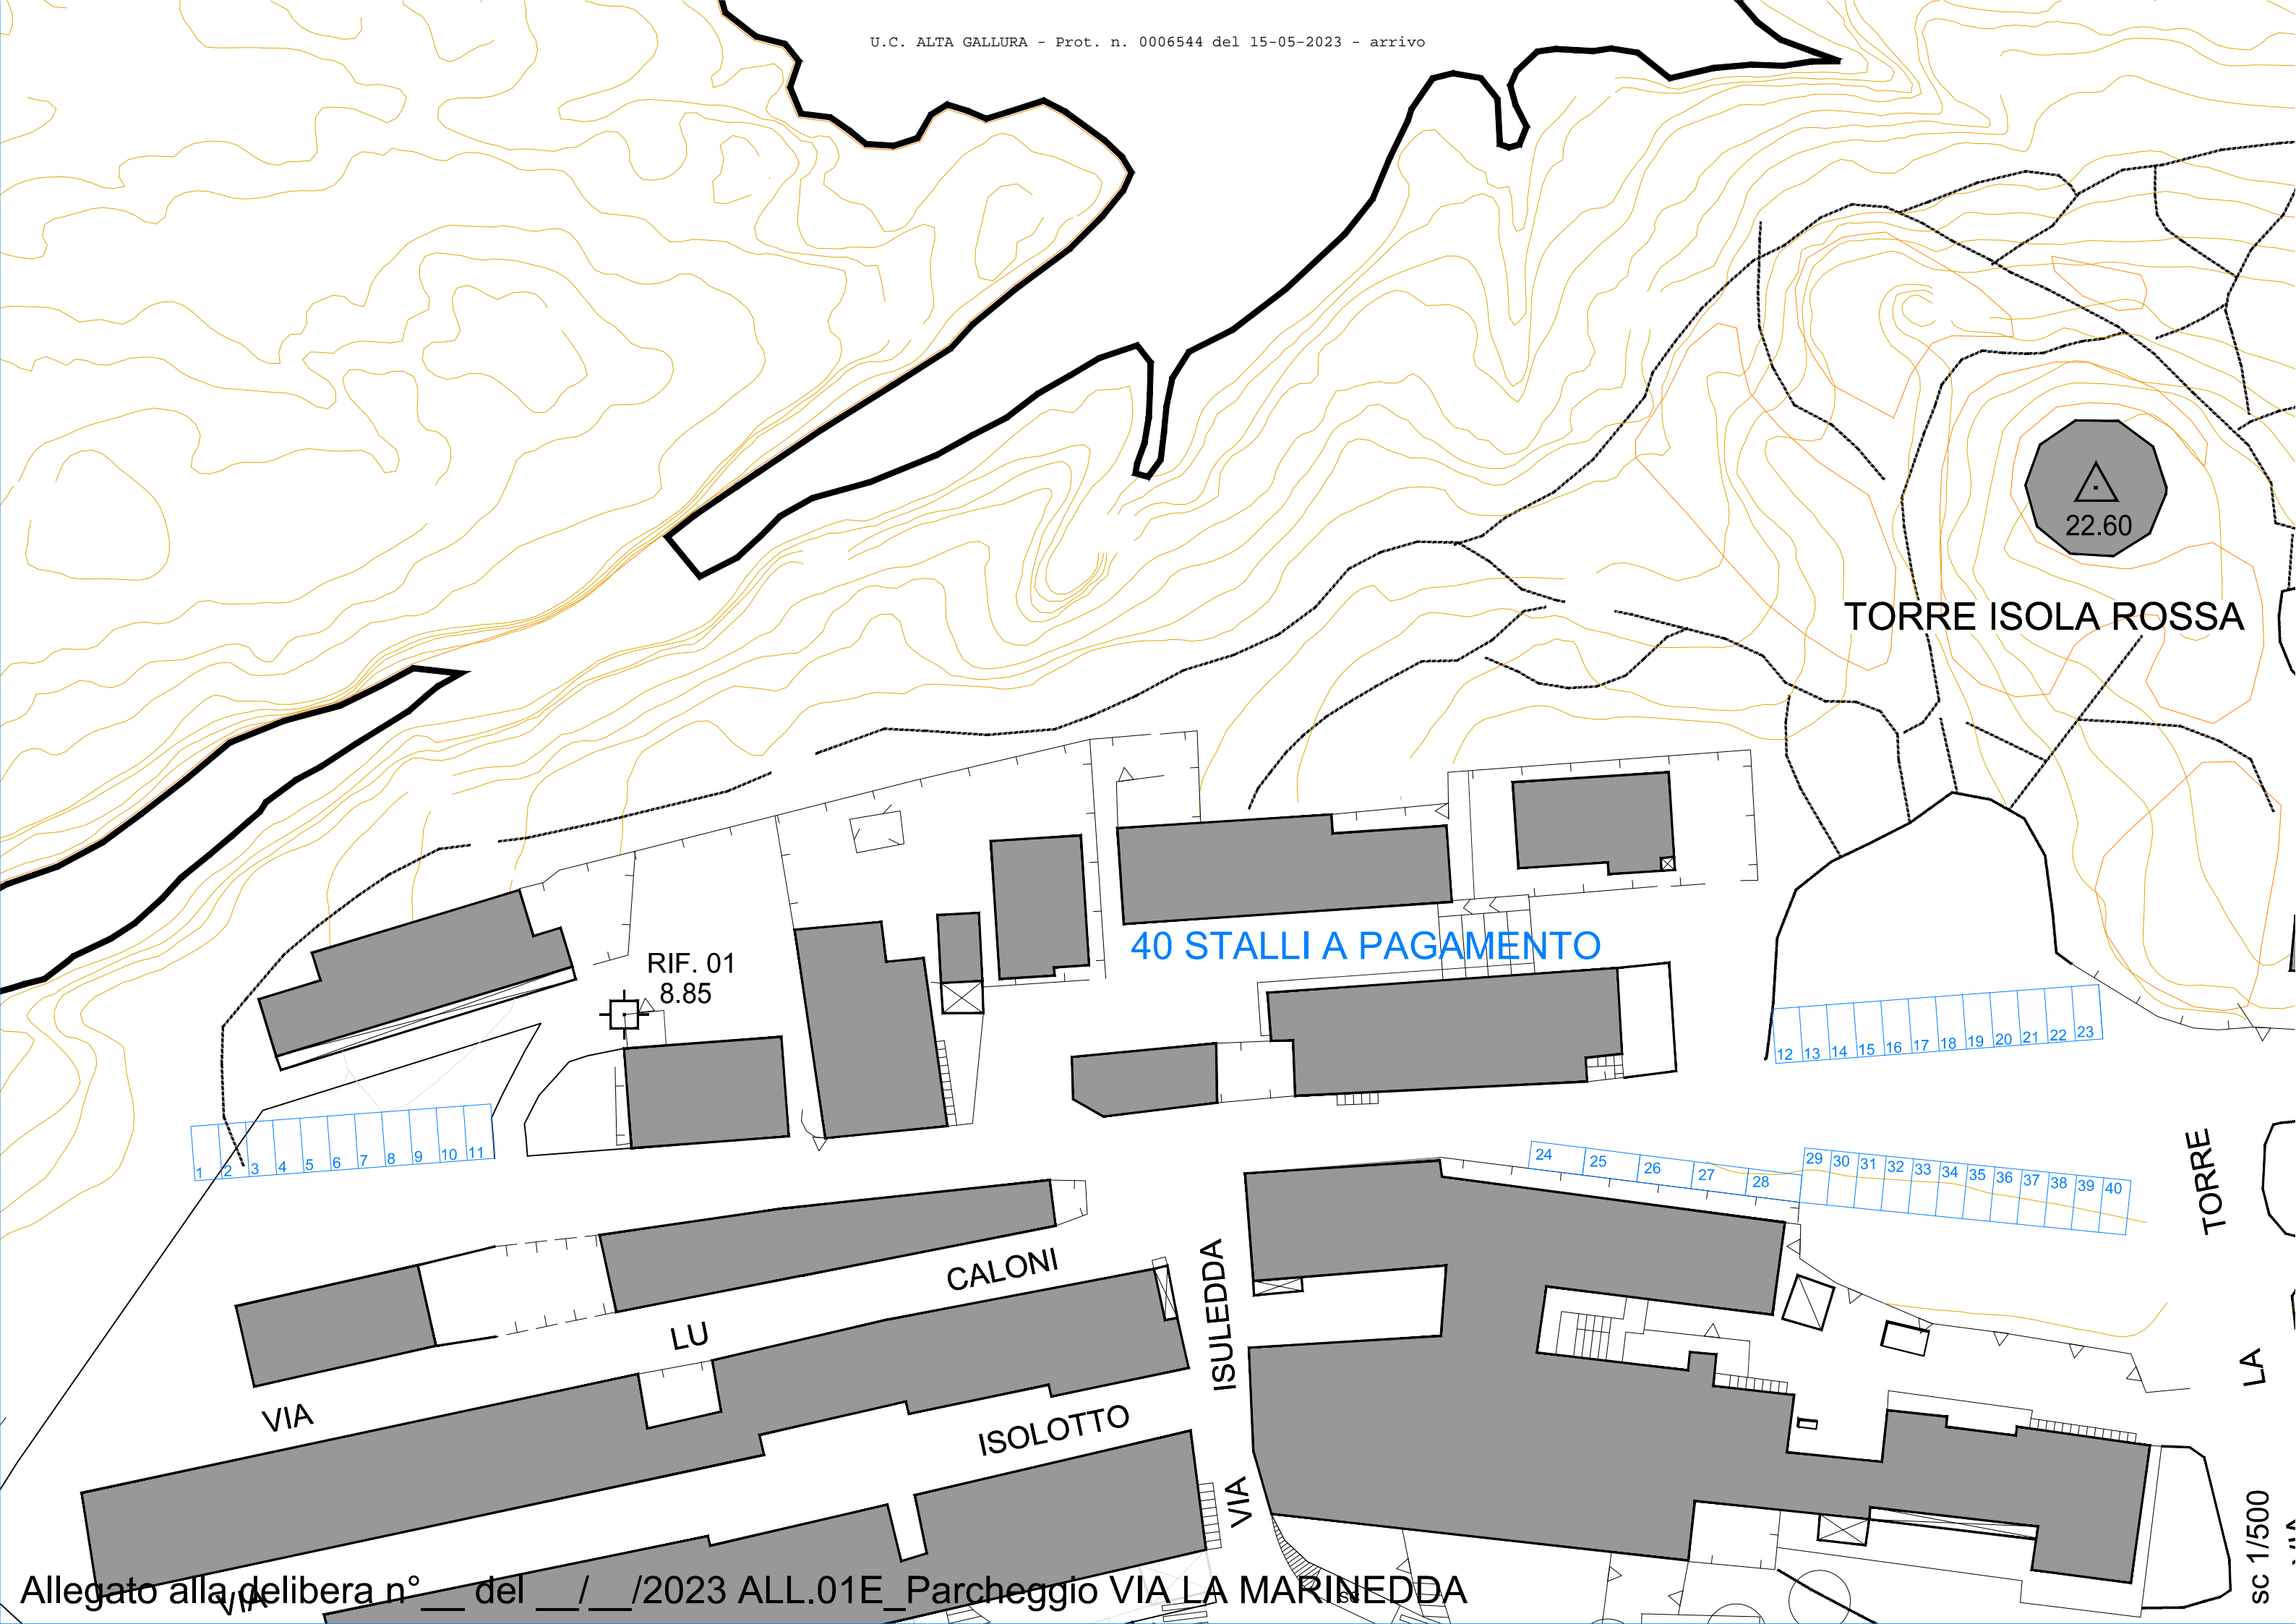 U.C. ALTA GALLURA - Prot. n. 0006544 del 15-05-2023 - arrivo
22.60
TORRE ISOLA ROSSA
40 STALLI A PAGAMENTO
RIF. 01
8.85
12 13 14 15 16 17 18 19 20 21 22 23
1 2 3 4 5 6 7 8 9 10 11
24 25 26 27 28
29 30 31 32 33 34 35 36 37 38 39 40
VIA LU CALONI
ISOLOTTO
VIA ISULEDDA
TORRE
LA
VIA
sc 1/500
Allegato alla delibera n° __ del __/__/2023 ALL.01E_Parcheggio VIA LA MARINEDDA
VIA
sc